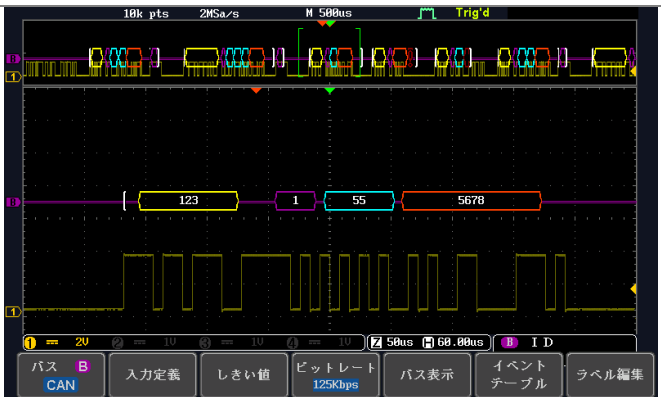 10k pts 2MSa/s M 500us Trig'd
B
1
B 123 1 55 5678
1
1 2V 2 1V 3 1V 4 1V Z 50us H 60.00us B ID
バス B 入力定義 しきい値 ビットレート バス表示 イベント ラベル編集
CAN 125Kbps テーブル